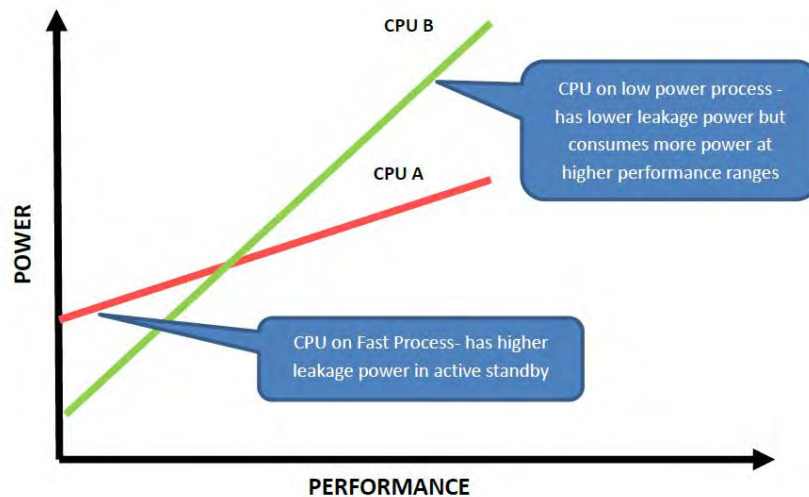 CPU B
CPU on low power process -
has lower leakage power but
consumes more power at
higher performance ranges
CPU A
POWER
CPU on Fast Process- has higher
leakage power in active standby
PERFORMANCE